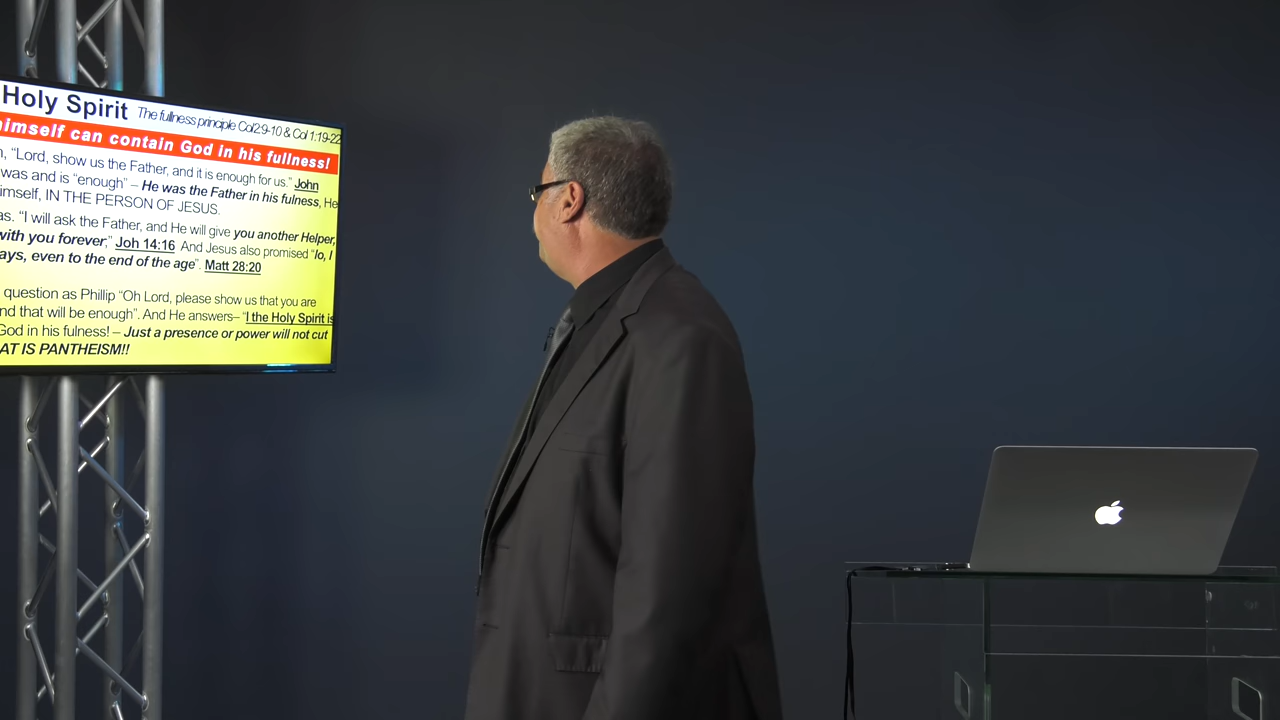 Holy Spirit The fullness principle Col2:9-10 & Col 1:19-22
himself can contain God in his fullness!
“Lord, show us the Father, and it is enough for us.” John
was and is “enough” – He was the Father in his fulness, He
imself, IN THE PERSON OF JESUS.
as. “I will ask the Father, and He will give you another Helper,
with you forever;” Joh 14:16 And Jesus also promised “lo, I
ays, even to the end of the age”. Matt 28:20
question as Phillip “Oh Lord, please show us that you are
nd that will be enough”. And He answers– “I the Holy Spirit is
God in his fulness! – Just a presence or power will not cut
AT IS PANTHEISM!!